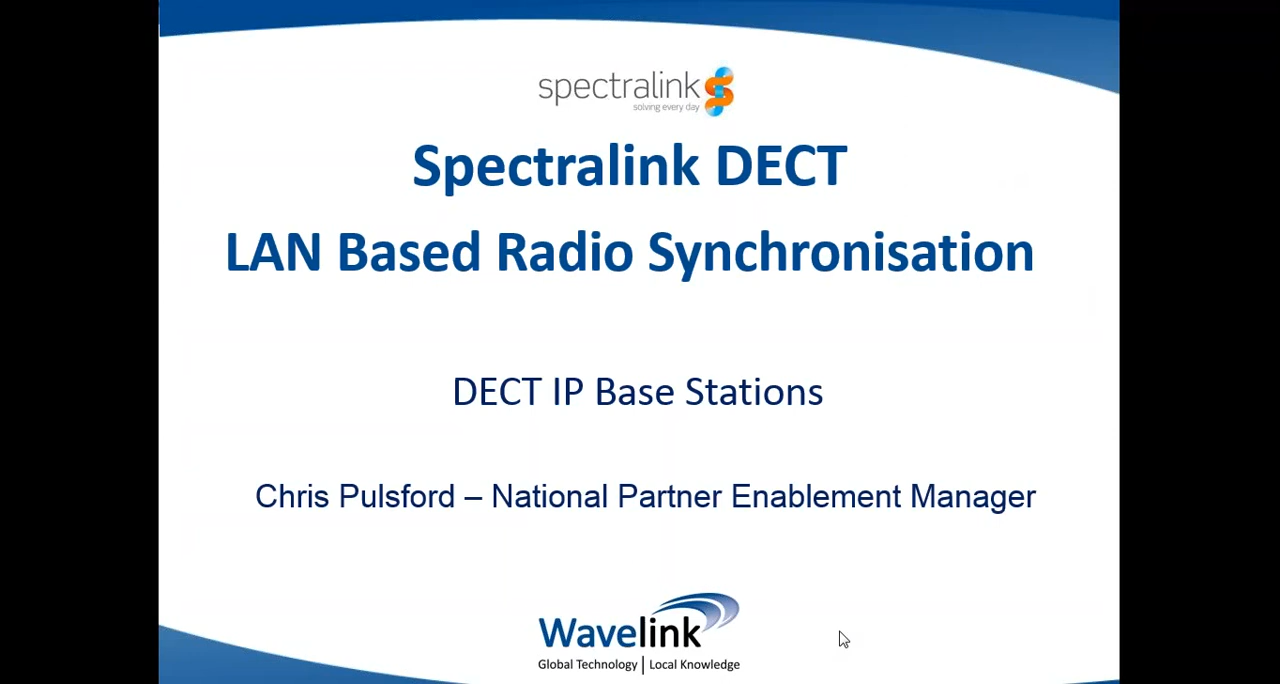 spectralink
solving every day
Spectralink DECT
LAN Based Radio Synchronisation
DECT IP Base Stations
Chris Pulsford – National Partner Enablement Manager
Wavelink
Global Technology | Local Knowledge